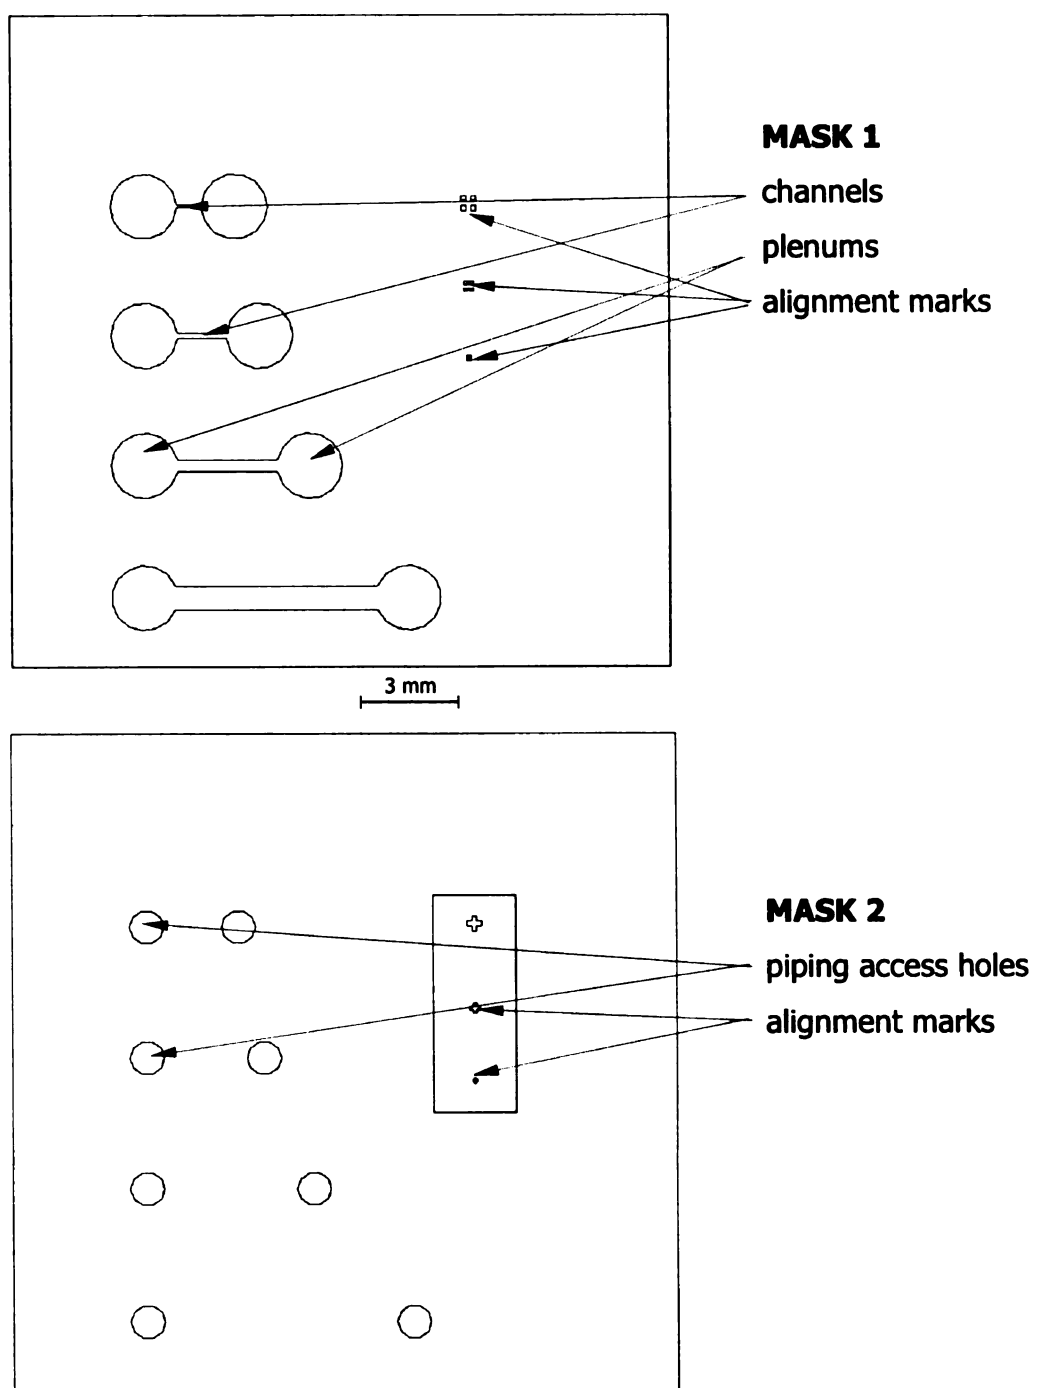 MASK 1
channels
plenums
alignment marks
3 mm
MASK 2
piping access holes
alignment marks